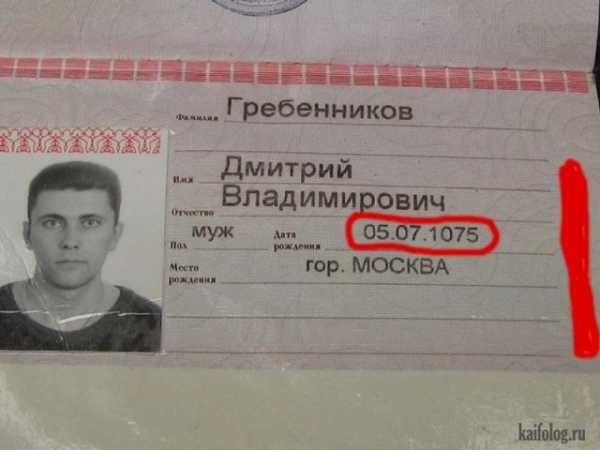 Фамилия Гребенников
Имя Дмитрий
Владимирович
Отчество
муж Дата 05.07.1075
Пол рождения
Место гор. МОСКВА
рождения
kaifolog.ru